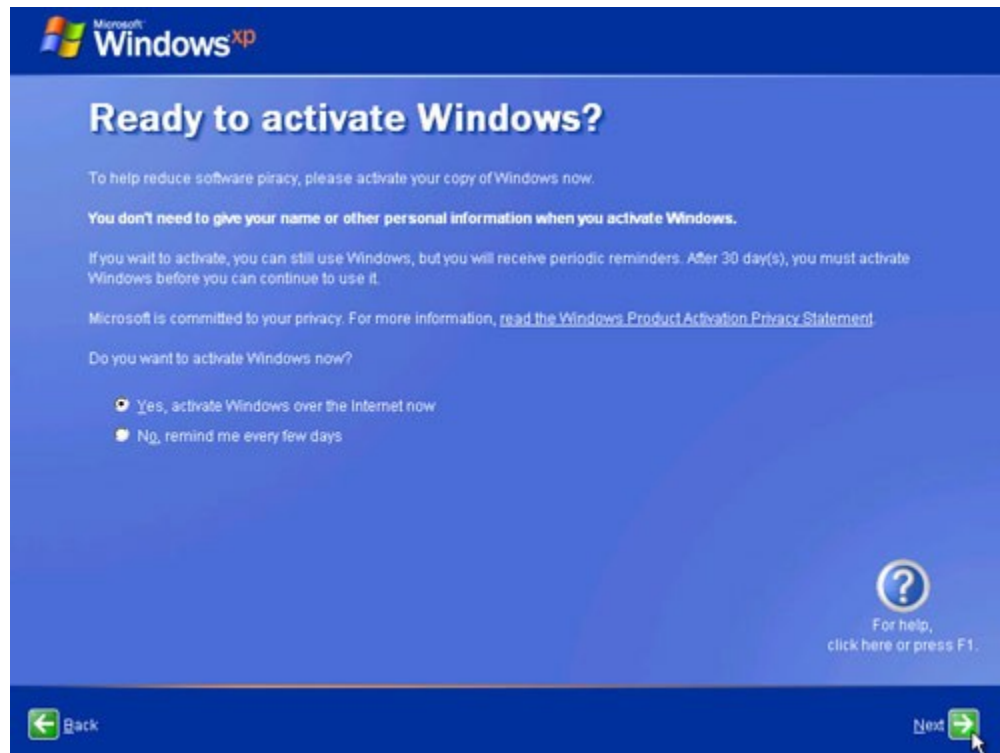 Microsoft
Windows xp
Ready to activate Windows?
To help reduce software piracy, please activate your copy of Windows now.
You don't need to give your name or other personal information when you activate Windows.
If you wait to activate, you can still use Windows, but you will receive periodic reminders. After 30 day(s), you must activate
Windows before you can continue to use it.
Microsoft is committed to your privacy. For more information, read the Windows Product Activation Privacy Statement.
Do you want to activate Windows now?
Yes, activate Windows over the Internet now
No, remind me every few days
?
For help,
click here or press F1.
Back
Next